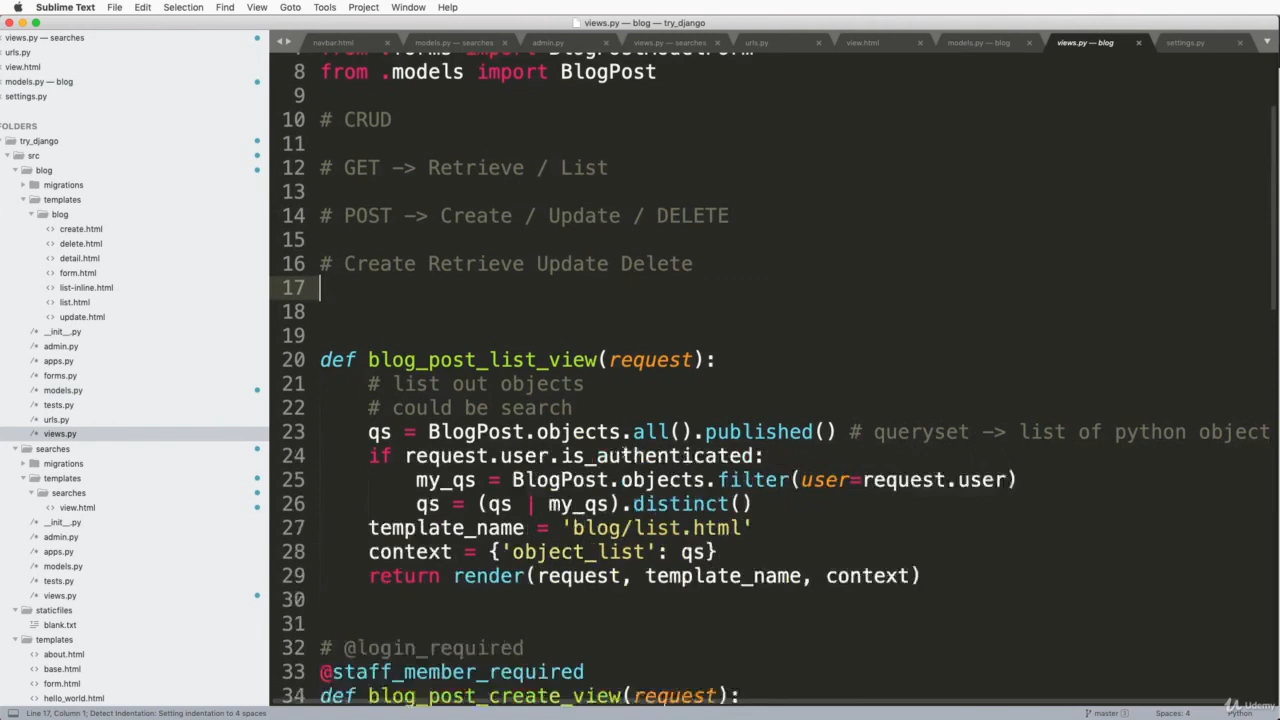 Sublime Text File Edit Selection Find View Goto Tools Project Window Help
views.py — blog — try_django
views.py — searches
urls.py
view.html
models.py — blog
settings.py
FOLDERS
try_django
src
blog
migrations
templates
blog
create.html
delete.html
detail.html
form.html
list-inline.html
list.html
update.html
__init__.py
admin.py
apps.py
forms.py
models.py
tests.py
urls.py
views.py
searches
migrations
templates
searches
view.html
__init__.py
admin.py
apps.py
models.py
tests.py
views.py
staticfiles
blank.txt
templates
about.html
base.html
form.html
hello_world.html
navbar.html models.py — searches admin.py views.py — searches urls.py view.html models.py — blog views.py — blog settings.py
8 from .models import BlogPost
9
10 # CRUD
11
12 # GET -> Retrieve / List
13
14 # POST -> Create / Update / DELETE
15
16 # Create Retrieve Update Delete
17
18
19
20 def blog_post_list_view(request):
21     # list out objects
22     # could be search
23     qs = BlogPost.objects.all().published() # queryset -> list of python object
24     if request.user.is_authenticated:
25         my_qs = BlogPost.objects.filter(user=request.user)
26         qs = (qs | my_qs).distinct()
27     template_name = 'blog/list.html'
28     context = {'object_list': qs}
29     return render(request, template_name, context)
30
31
32 # @login_required
33 @staff_member_required
34 def blog_post_create_view(request):
Line 17, Column 1; Detect Indentation: Setting indentation to 4 spaces
master 3 Spaces: 4 Python
Udemy